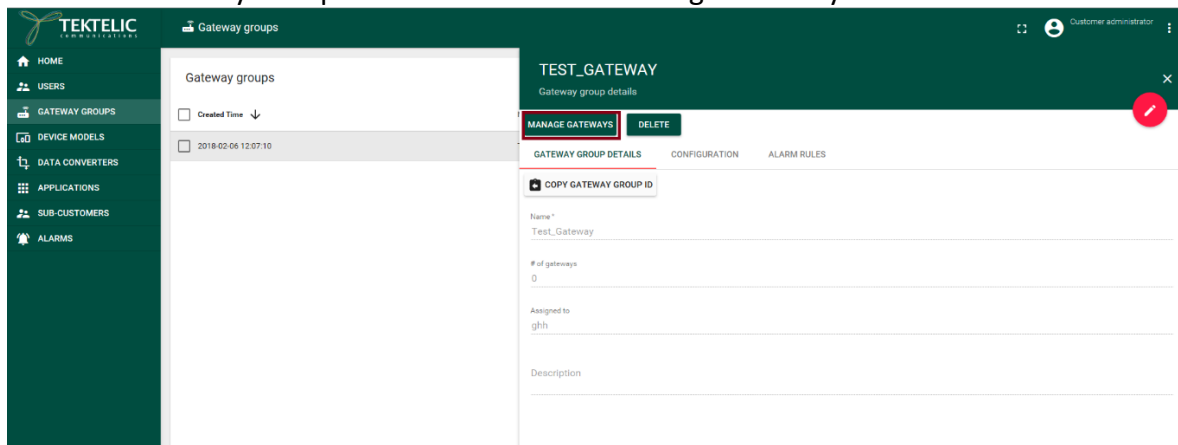 TEKTELIC
communications
Gateway groups
Customer administrator
HOME
USERS
GATEWAY GROUPS
DEVICE MODELS
DATA CONVERTERS
APPLICATIONS
SUB-CUSTOMERS
ALARMS
Gateway groups
Created Time
2018-02-06 12:07:10
TEST_GATEWAY
Gateway group details
MANAGE GATEWAYS
DELETE
GATEWAY GROUP DETAILS
CONFIGURATION
ALARM RULES
COPY GATEWAY GROUP ID
Name *
Test_Gateway
# of gateways
0
Assigned to
ghh
Description